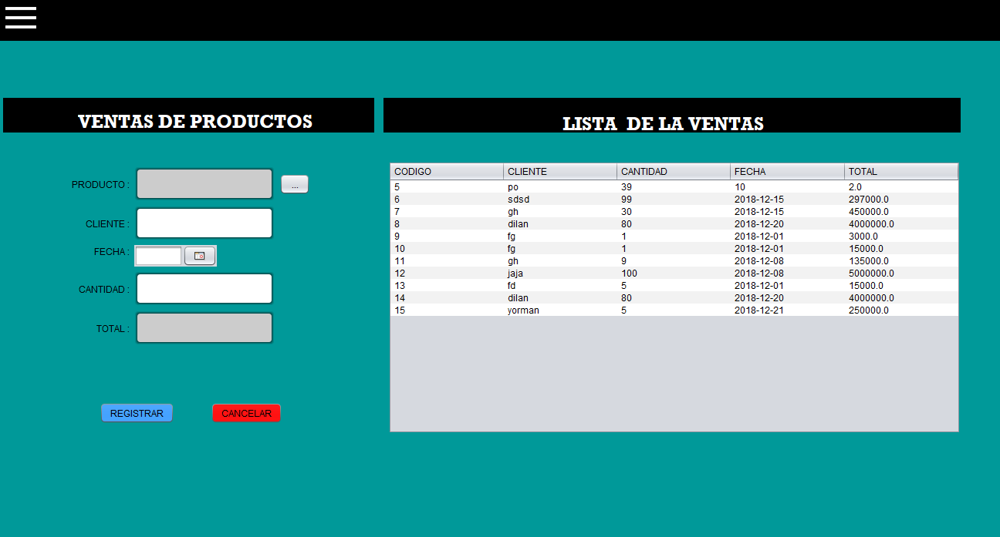 VENTAS DE PRODUCTOS
PRODUCTO :
...
CLIENTE :
FECHA :
CANTIDAD :
TOTAL :
REGISTRAR CANCELAR
LISTA DE LA VENTAS
CODIGO CLIENTE CANTIDAD FECHA TOTAL
5 po 39 10 2.0
6 sdsd 99 2018-12-15 297000.0
7 gh 30 2018-12-15 450000.0
8 dilan 80 2018-12-20 4000000.0
9 fg 1 2018-12-01 3000.0
10 fg 1 2018-12-01 15000.0
11 gh 9 2018-12-08 135000.0
12 jaja 100 2018-12-08 5000000.0
13 fd 5 2018-12-01 15000.0
14 dilan 80 2018-12-20 4000000.0
15 yorman 5 2018-12-21 250000.0